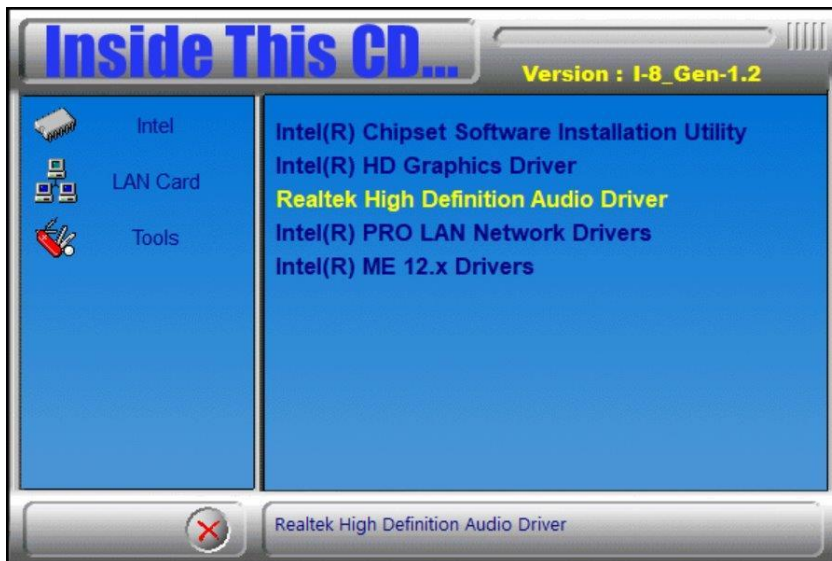 Inside This CD...
Version : I-8_Gen-1.2
Intel
LAN Card
Tools
Intel(R) Chipset Software Installation Utility
Intel(R) HD Graphics Driver
Realtek High Definition Audio Driver
Intel(R) PRO LAN Network Drivers
Intel(R) ME 12.x Drivers
Realtek High Definition Audio Driver